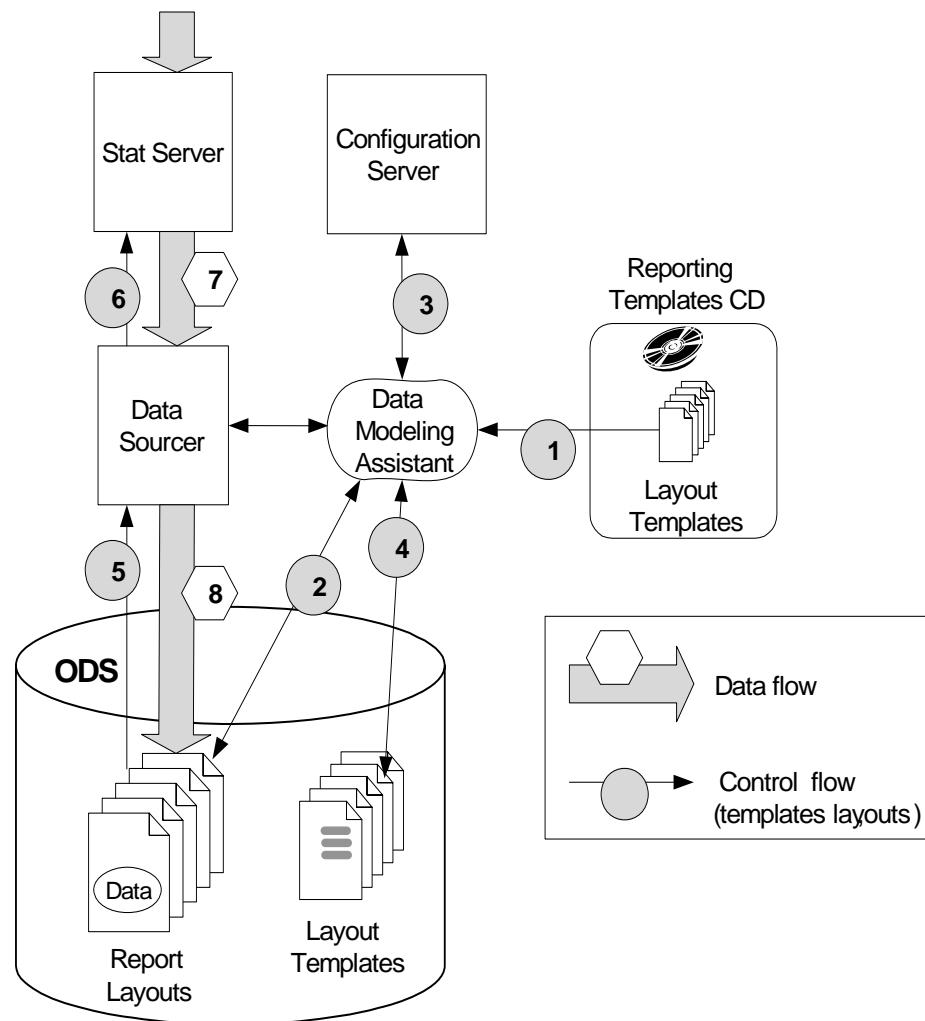 Stat Server
Configuration
Server
6
7
3
Reporting
Templates CD
Data
Sourcer
Data
Modeling
Assistant
1
Layout
Templates
5
8
2
4
ODS
Data flow
Control flow
(templates layouts)
Data
Report
Layouts
Layout
Templates